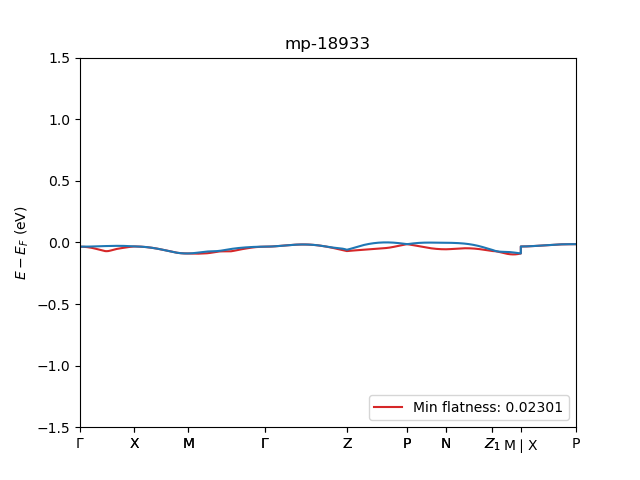 mp-18933
E − E_F (eV)
1.5
1.0
0.5
0.0
−0.5
−1.0
−1.5
Min flatness: 0.02301
Γ X M Γ Z P N Z₁ M | X P